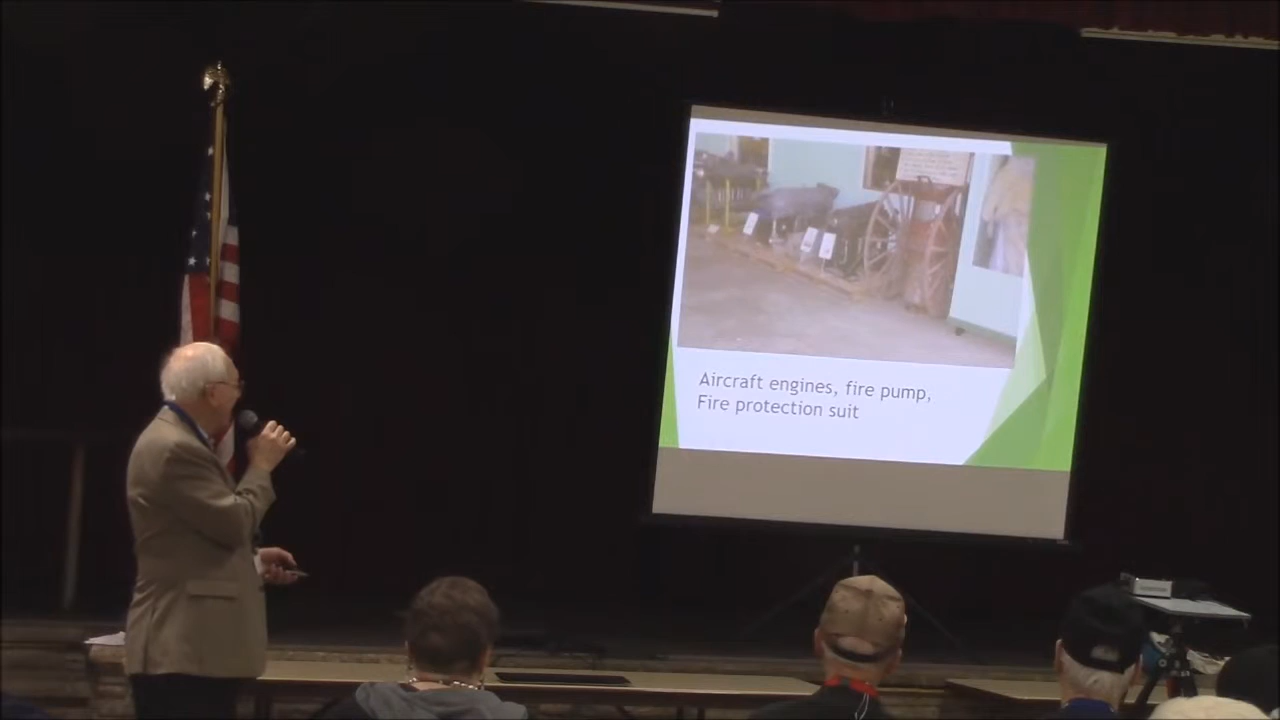 Aircraft engines, fire pump,
Fire protection suit